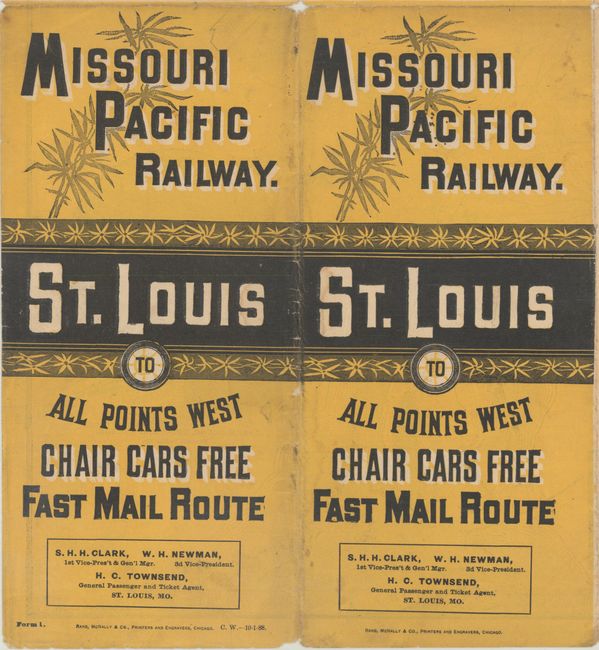 MISSOURI
PACIFIC
RAILWAY.
ST. LOUIS
TO
ALL POINTS WEST
CHAIR CARS FREE
FAST MAIL ROUTE
S. H. H. CLARK, W. H. NEWMAN,
1st Vice-Pres't & Gen'l Mgr. 3d Vice-President.
H. C. TOWNSEND,
General Passenger and Ticket Agent,
ST. LOUIS, MO.
Form 1. RAND, MCNALLY & CO., PRINTERS AND ENGRAVERS, CHICAGO. C. W.—10-1-88.
MISSOURI
PACIFIC
RAILWAY.
ST. LOUIS
TO
ALL POINTS WEST
CHAIR CARS FREE
FAST MAIL ROUTE
S. H. H. CLARK, W. H. NEWMAN,
1st Vice-Pres't & Gen'l Mgr. 3d Vice-President.
H. C. TOWNSEND,
General Passenger and Ticket Agent,
ST. LOUIS, MO.
RAND, MCNALLY & CO., PRINTERS AND ENGRAVERS, CHICAGO.